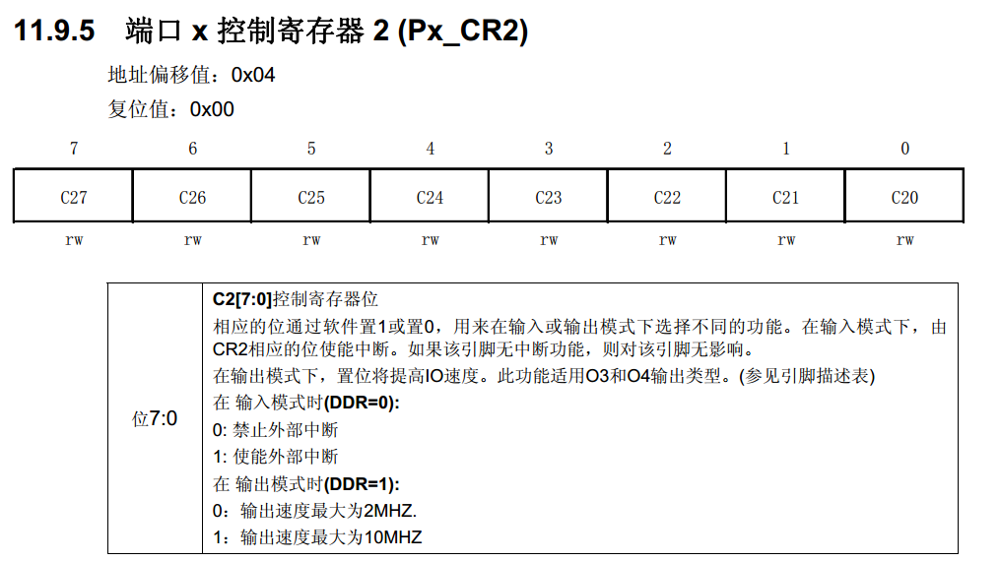 11.9.5 端口 x 控制寄存器 2 (Px_CR2)
地址偏移值：0x04
复位值：0x00
7 6 5 4 3 2 1 0
C27 C26 C25 C24 C23 C22 C21 C20
rw rw rw rw rw rw rw rw
C2[7:0]控制寄存器位
相应的位通过软件置1或置0，用来在输入或输出模式下选择不同的功能。在输入模式下，由
CR2相应的位使能中断。如果该引脚无中断功能，则对该引脚无影响。
在输出模式下，置位将提高IO速度。此功能适用O3和O4输出类型。(参见引脚描述表)
在 输入模式时(DDR=0):
位7:0
0: 禁止外部中断
1: 使能外部中断
在 输出模式时(DDR=1):
0：输出速度最大为2MHZ.
1：输出速度最大为10MHZ